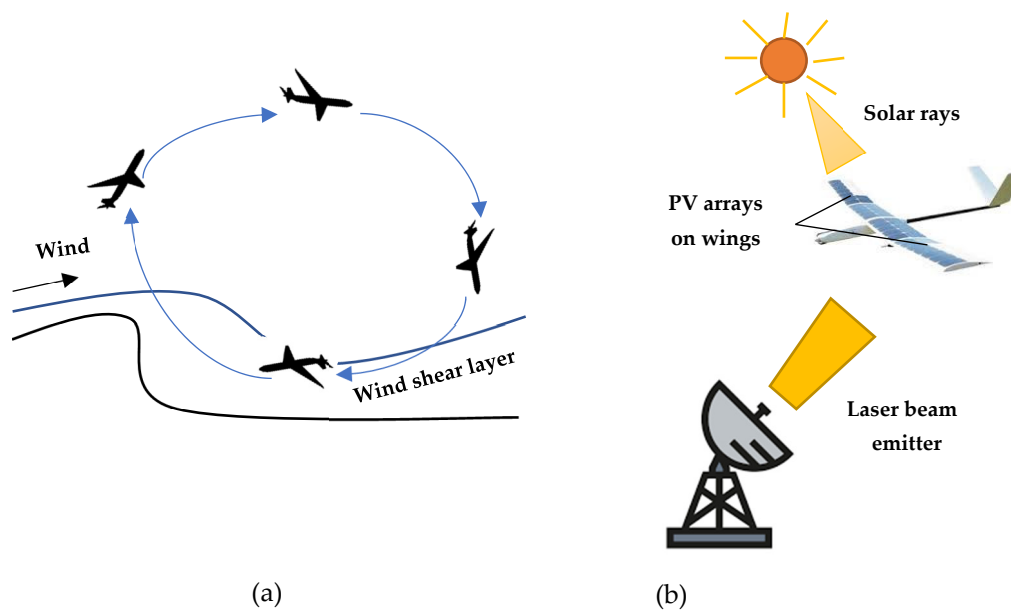 Wind
Wind shear layer
(a)
Solar rays
PV arrays
on wings
Laser beam
emitter
(b)